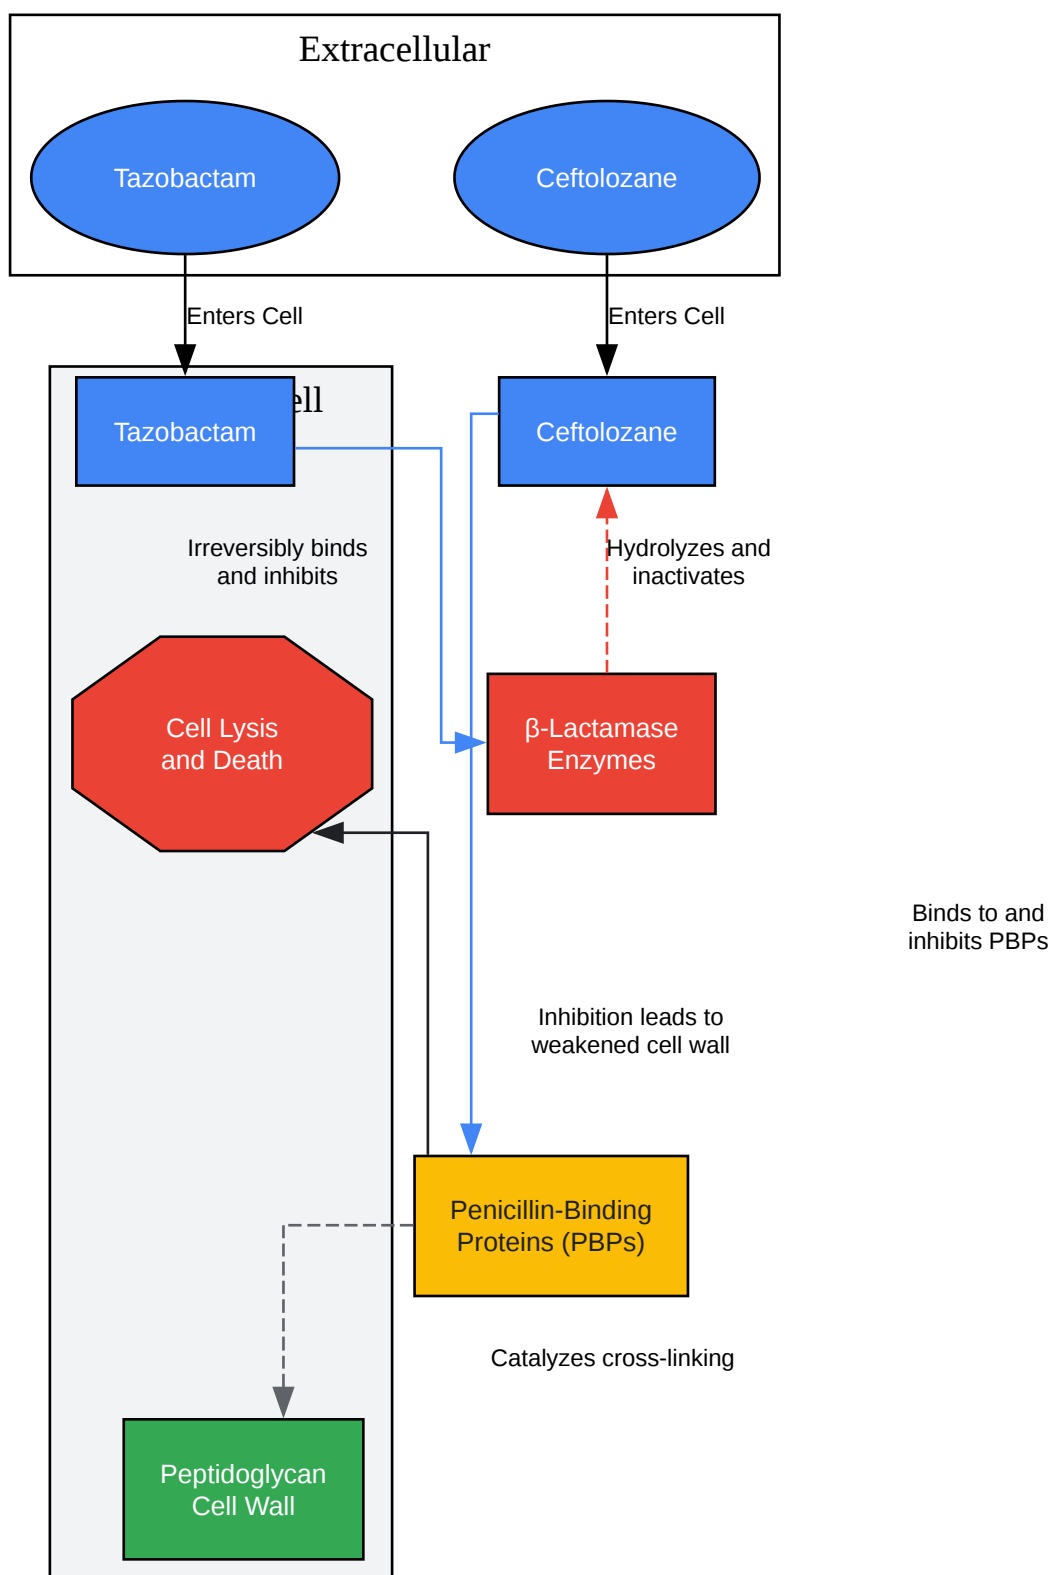 Extracellular
Tazobactam
Ceftolozane
Enters Cell
Enters Cell
Tazobactam
Ceftolozane
Irreversibly binds
and inhibits
Hydrolyzes and
inactivates
Cell Lysis
and Death
β-Lactamase
Enzymes
Binds to and
inhibits PBPs
Inhibition leads to
weakened cell wall
Penicillin-Binding
Proteins (PBPs)
Catalyzes cross-linking
Peptidoglycan
Cell Wall